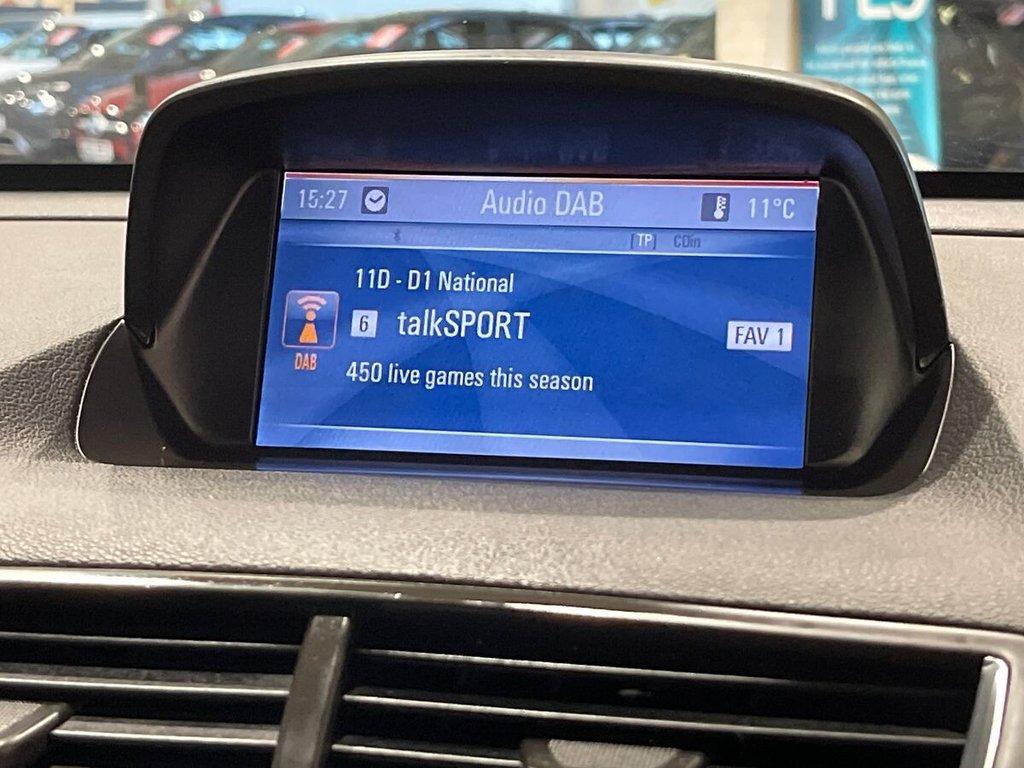 15:27 Audio DAB 11°C
[TP] CDin
11D - D1 National
6 talkSPORT FAV 1
DAB
450 live games this season